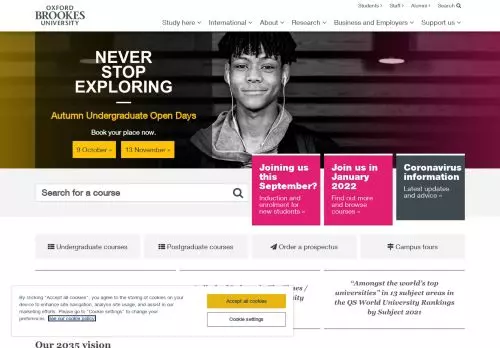 OXFORD
BROOKES
UNIVERSITY
Students › Staff › Alumni › Search
Study here International About Research Business and Employers Support us
NEVER
STOP
EXPLORING
Autumn Undergraduate Open Days
Book your place now.
9 October » 13 November »
Joining us
this
September?
Induction and
enrolment for
new students »
Join us in
January
2022
Find out more
and browse
courses »
Coronavirus
information
Latest updates
and advice »
Search for a course
Undergraduate courses Postgraduate courses Order a prospectus Campus tours
“Amongst the world's top
universities” in 13 subject areas in
the QS World University Rankings
by Subject 2021
By clicking "Accept all cookies", you agree to the storing of cookies on your
device to enhance site navigation, analyse site usage, and assist in our
marketing efforts. Please go to "Cookie settings" to change your
preferences. See our cookie policy.
Accept all cookies
Cookie settings
Our 2035 vision